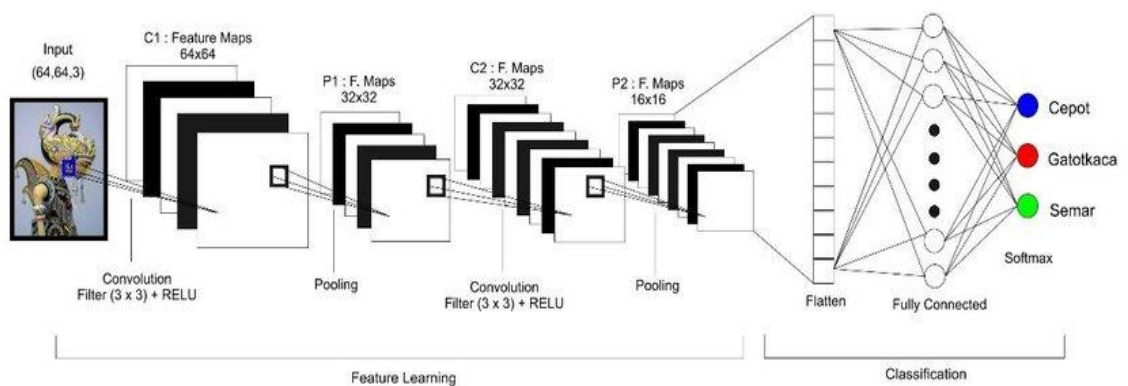 Input
(64,64,3)
C1 : Feature Maps
64x64
P1 : F. Maps
32x32
C2 : F. Maps
32x32
P2 : F. Maps
16x16
Convolution
Filter (3 x 3) + RELU
Pooling
Convolution
Filter (3 x 3) + RELU
Pooling
Flatten
Fully Connected
Cepot
Gatotkaca
Semar
Softmax
Feature Learning
Classification